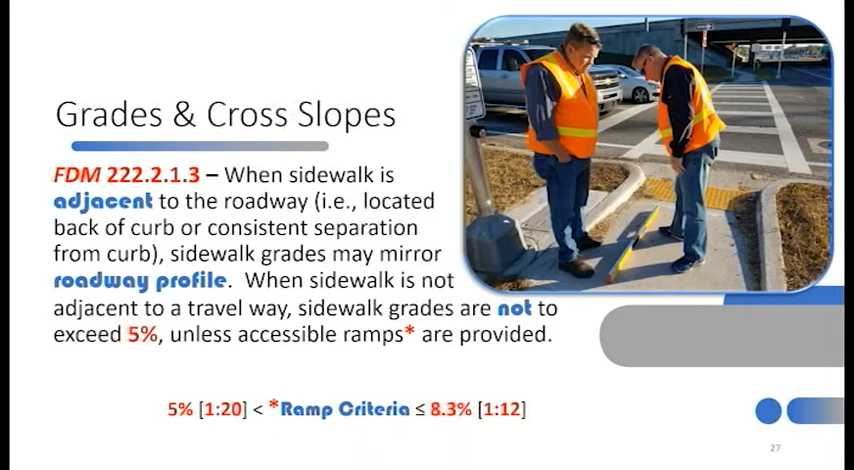 Grades & Cross Slopes
FDM 222.2.1.3 – When sidewalk is
adjacent to the roadway (i.e., located
back of curb or consistent separation
from curb), sidewalk grades may mirror
roadway profile. When sidewalk is not
adjacent to a travel way, sidewalk grades are not to
exceed 5%, unless accessible ramps* are provided.
5% [1:20] < *Ramp Criteria ≤ 8.3% [1:12]
27